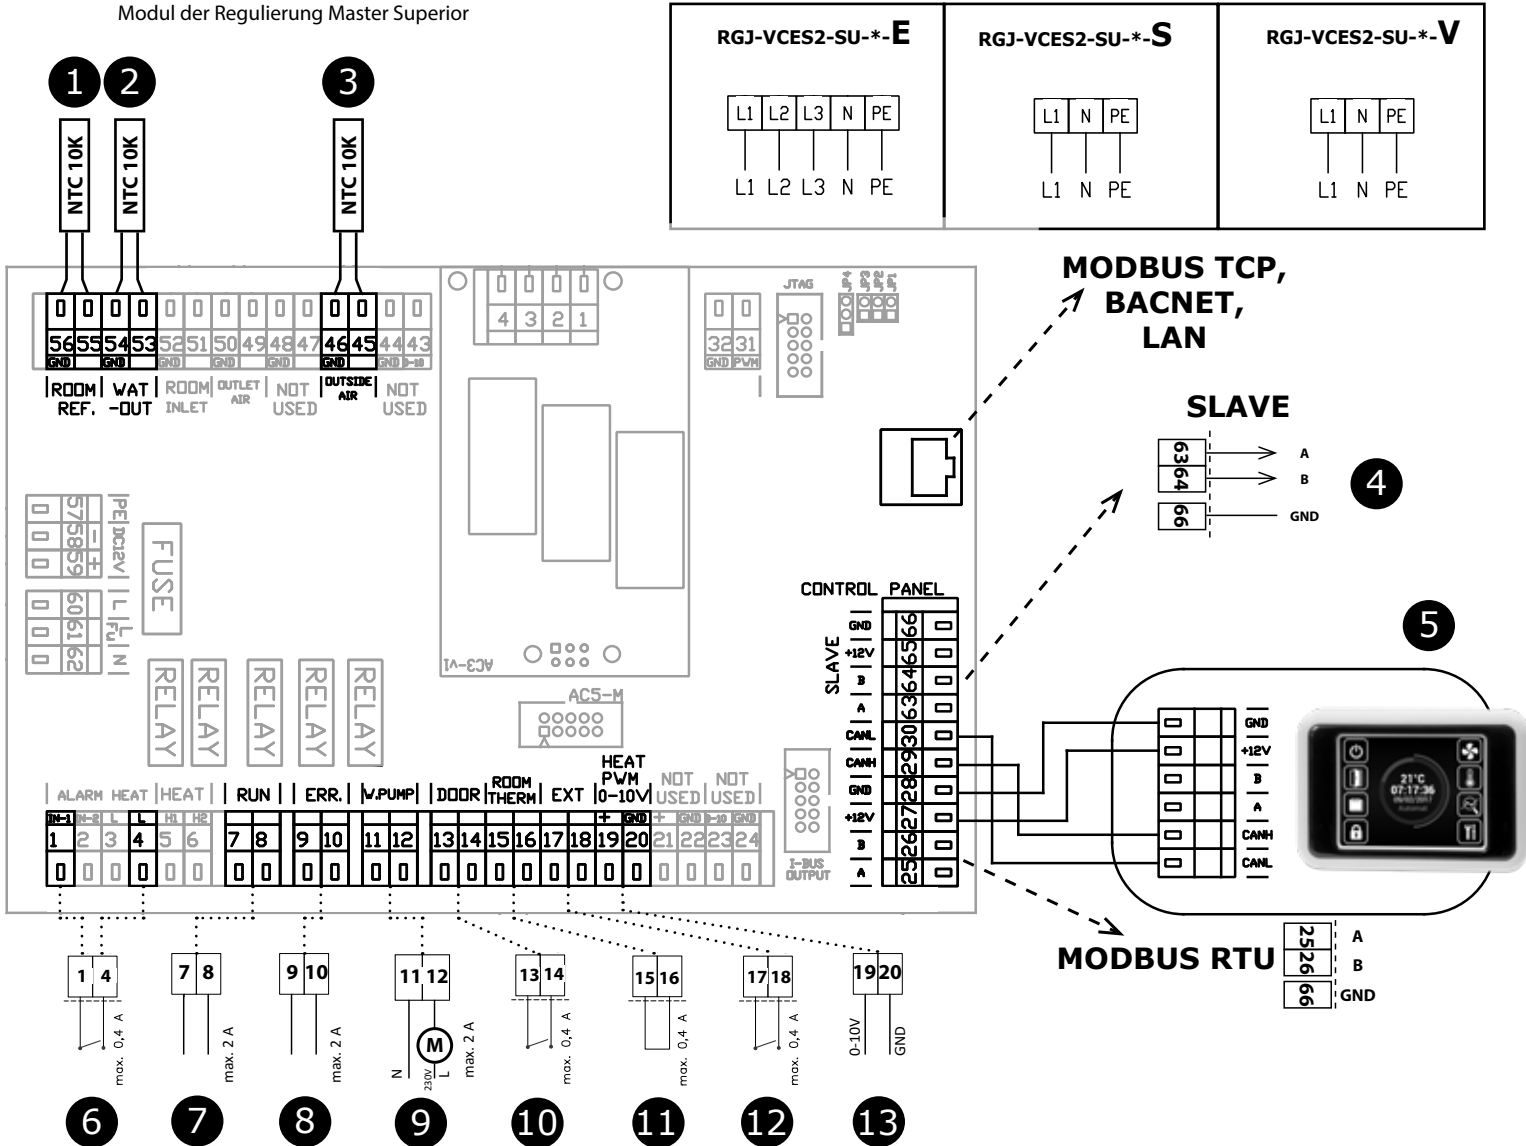 Modul der Regulierung Master Superior
RGJ-VCES2-SU-*-E
RGJ-VCES2-SU-*-S
RGJ-VCES2-SU-*-V
L1 L2 L3 N PE
L1 N PE
L1 N PE
L1 L2 L3 N PE
L1 N PE
L1 N PE
1 2 3
NTC 10K
NTC 10K
NTC 10K
MODBUS TCP,
BACNET,
LAN
4 3 2 1
JTAG
JP4 JP3 JP2 JP1
56 55 54 53 52 51 50 49 48 47 46 45 44 43
GND GND GND GND GND GND GND 0-10
32 31
GND PWM
ROOM REF.
WAT -OUT
ROOM INLET
OUTLET AIR
NOT USED
OUTSIDE AIR
NOT USED
SLAVE
63 A
64 B
66 GND
4
57 PE
58 -
59 +
DC12V
60 L
61 L Fu
62 N
FUSE
RELAY
RELAY
RELAY
RELAY
RELAY
AC3-v1
AC5-M
CONTROL PANEL
SLAVE
GND 66
+12V 65
B 64
A 63
CANL 30
CANH 29
GND 28
+12V 27
B 26
A 25
I-BUS
OUTPUT
5
GND
+12V
B
A
CANH
CANL
21°C
07:17:36
ALARM HEAT
HEAT
RUN
ERR.
W.PUMP
DOOR
ROOM THERM
EXT
HEAT PWM 0-10V
NOT USED
NOT USED
IN-1 IN-2 L L H1 H2 + GND + GND 0-10 GND
1 2 3 4 5 6 7 8 9 10 11 12 13 14 15 16 17 18 19 20 21 22 23 24
MODBUS RTU
25 A
26 B
66 GND
1 4
7 8
9 10
11 12
13 14
15 16
17 18
19 20
max. 0,4 A
max. 2 A
max. 2 A
N
M
230V
L
max. 2 A
max. 0,4 A
max. 0,4 A
max. 0,4 A
0-10V
GND
6 7 8 9 10 11 12 13